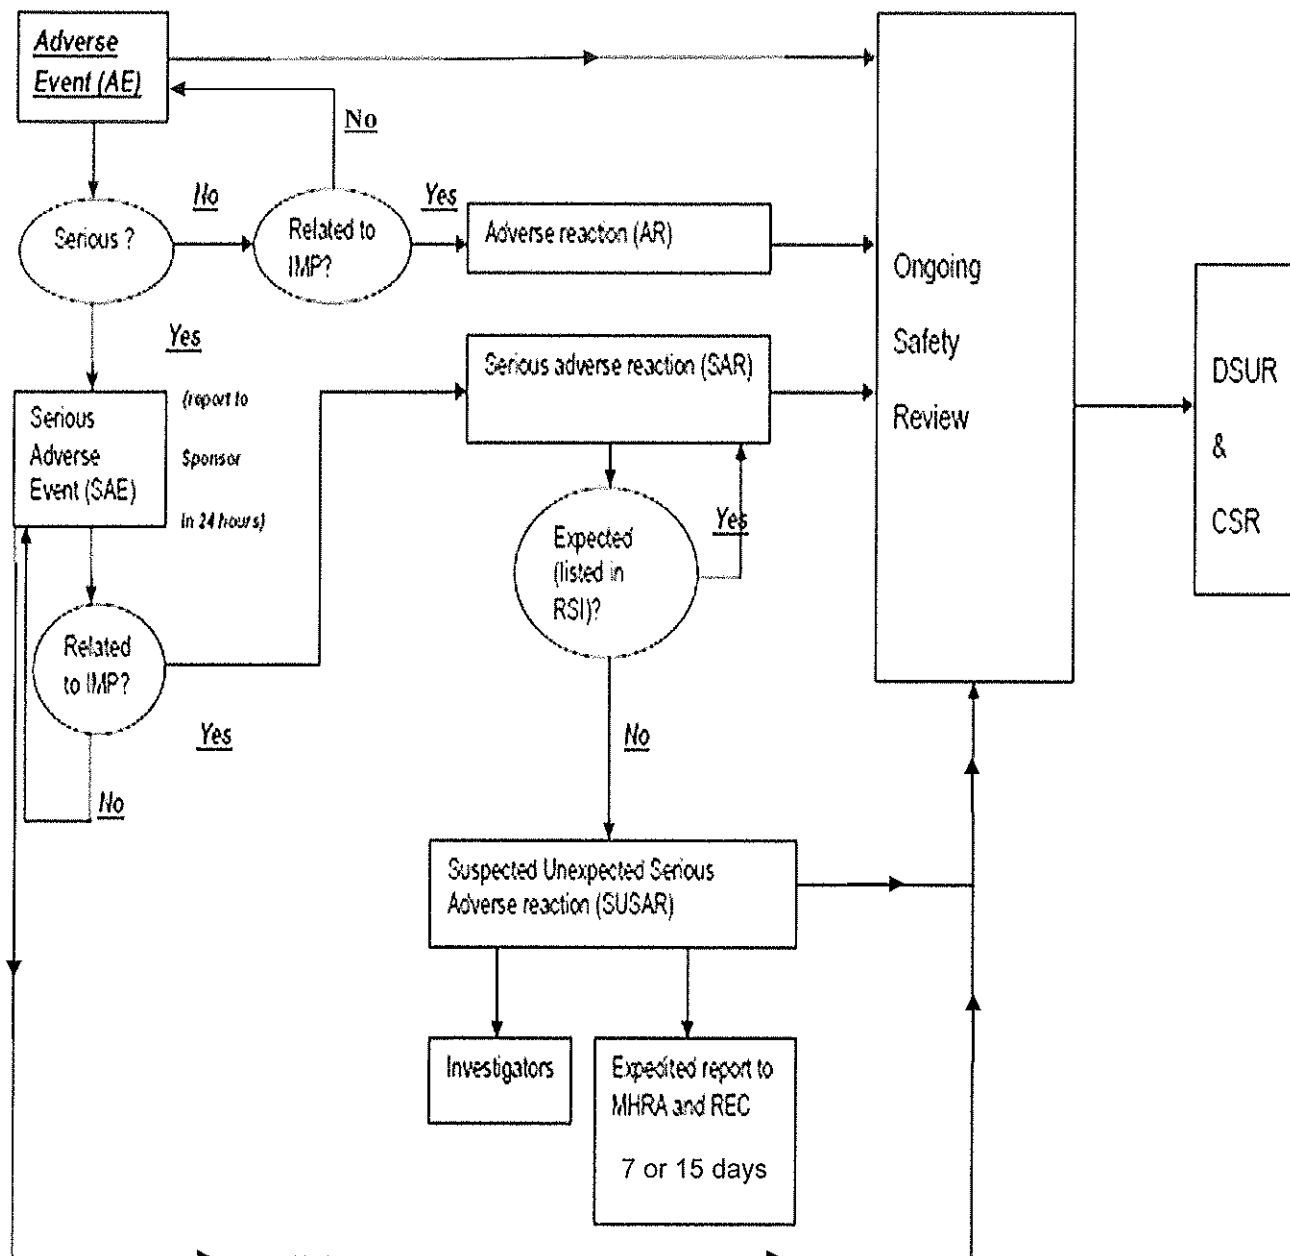 Adverse
Event (AE)
No
Serious ?
No
Related to
IMP?
Yes
Adverse reaction (AR)
Yes
(report to
Sponsor
in 24 hours)
Serious
Adverse
Event (SAE)
Serious adverse reaction (SAR)
Expected
(listed in
RSI)?
Yes
Related
to IMP?
Yes
No
No
Suspected Unexpected Serious
Adverse reaction (SUSAR)
Investigators
Expedited report to
MHRA and REC
7 or 15 days
Ongoing
Safety
Review
DSUR
&
CSR